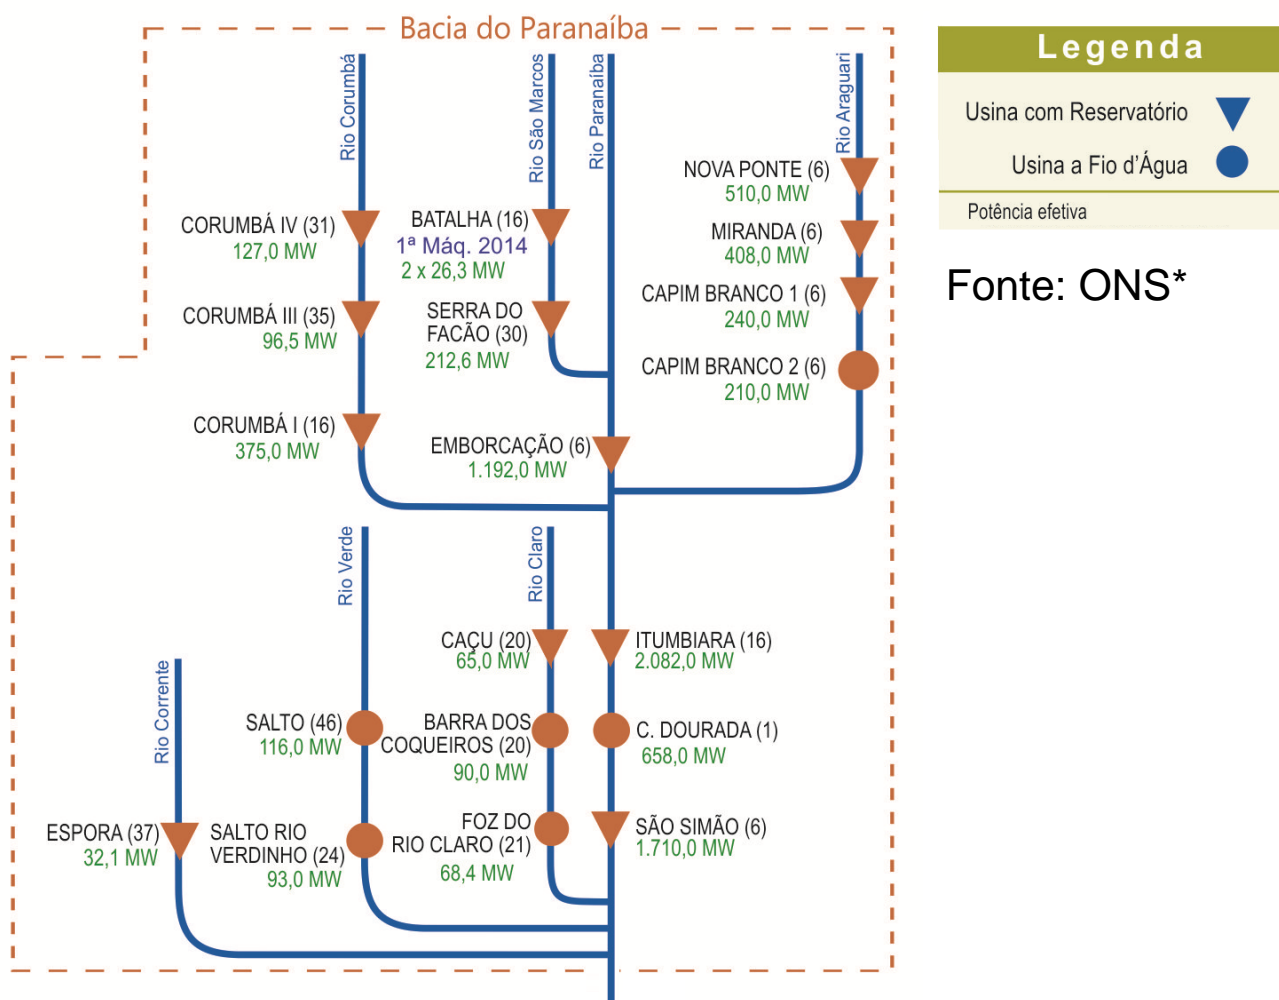 Bacia do Paranaíba
Legenda
Usina com Reservatório
Usina a Fio d'Água
Potência efetiva
Fonte: ONS*
Rio Corumbá
Rio São Marcos
Rio Paranaíba
Rio Araguari
NOVA PONTE (6)
510,0 MW
MIRANDA (6)
408,0 MW
CAPIM BRANCO 1 (6)
240,0 MW
CAPIM BRANCO 2 (6)
210,0 MW
CORUMBÁ IV (31)
127,0 MW
CORUMBÁ III (35)
96,5 MW
CORUMBÁ I (16)
375,0 MW
BATALHA (16)
1ª Máq. 2014
2 x 26,3 MW
SERRA DO
FACÃO (30)
212,6 MW
EMBORCAÇÃO (6)
1.192,0 MW
Rio Verde
Rio Claro
Rio Corrente
CAÇU (20)
65,0 MW
ITUMBIARA (16)
2.082,0 MW
SALTO (46)
116,0 MW
BARRA DOS
COQUEIROS (20)
90,0 MW
C. DOURADA (1)
658,0 MW
ESPORA (37)
32,1 MW
SALTO RIO
VERDINHO (24)
93,0 MW
FOZ DO
RIO CLARO (21)
68,4 MW
SÃO SIMÃO (6)
1.710,0 MW